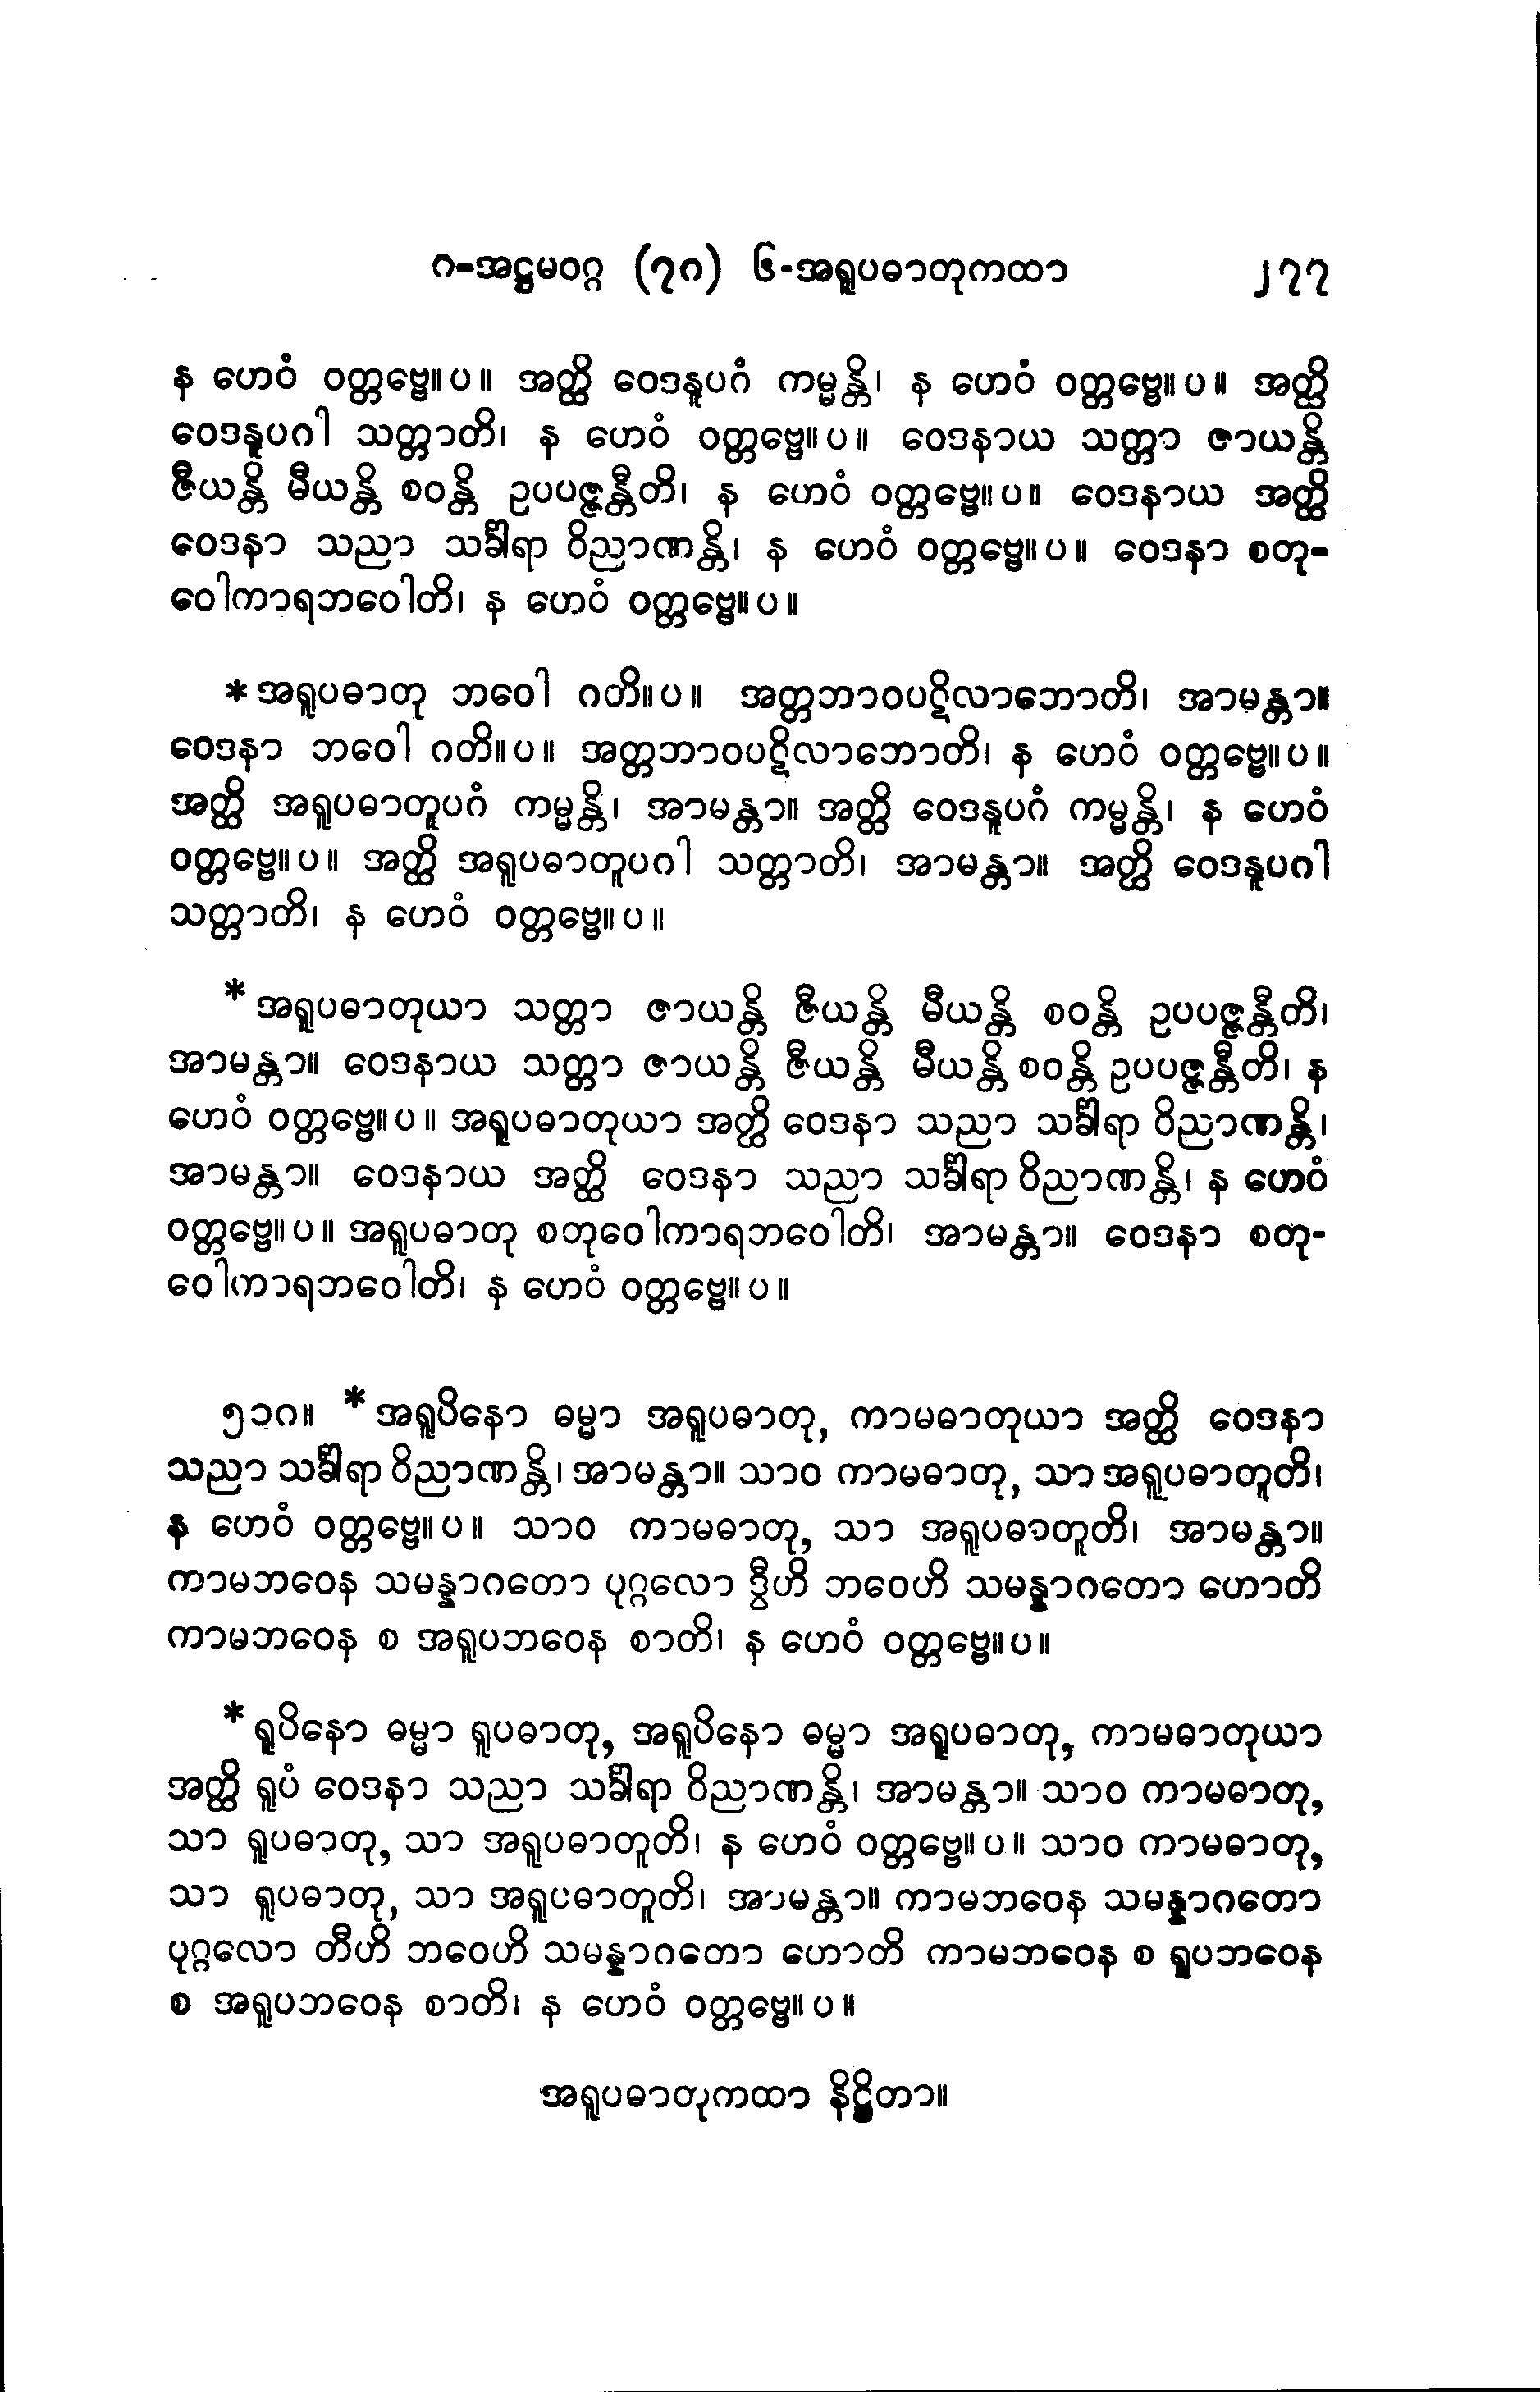 ၈-အဋ္ဌမဝဂ္ဂ (၇၈) ၆-အရူပဓာတုကထာ ၂၇၇
န ဟေဝံ ဝတ္တဗ္ဗေ။ပ။ အတ္ထိ ဝေဒနူပဂံ ကမ္မန္တိ၊ န ဟေဝံ ဝတ္တဗ္ဗေ။ပ။ အတ္ထိ
ဝေဒနူပဂါ သတ္တာတိ၊ န ဟေဝံ ဝတ္တဗ္ဗေ။ပ။ ဝေဒနာယ သတ္တာ ဇာယန္တိ
ဇီယန္တိ မီယန္တိ စဝန္တိ ဥပပဇ္ဇန္တီတိ၊ န ဟေဝံ ဝတ္တဗ္ဗေ။ပ။ ဝေဒနာယ အတ္ထိ
ဝေဒနာ သညာ သင်္ခါရာ ဝိညာဏန္တိ၊ န ဟေဝံ ဝတ္တဗ္ဗေ။ပ။ ဝေဒနာ စတု-
ဝေါကာရဘဝေါတိ၊ န ဟေဝံ ဝတ္တဗ္ဗေ။ပ။
*အရူပဓာတု ဘဝေါ ဂတိ။ပ။ အတ္တဘာဝပဋိလာဘောတိ၊ အာမန္တာ။
ဝေဒနာ ဘဝေါ ဂတိ။ပ။ အတ္တဘာဝပဋိလာဘောတိ၊ န ဟေဝံ ဝတ္တဗ္ဗေ။ပ။
အတ္ထိ အရူပဓာတူပဂံ ကမ္မန္တိ၊ အာမန္တာ။ အတ္ထိ ဝေဒနူပဂံ ကမ္မန္တိ၊ န ဟေဝံ
ဝတ္တဗ္ဗေ။ပ။ အတ္ထိ အရူပဓာတူပဂါ သတ္တာတိ၊ အာမန္တာ။ အတ္ထိ ဝေဒနူပဂါ
သတ္တာတိ၊ န ဟေဝံ ဝတ္တဗ္ဗေ။ပ။
*အရူပဓာတုယာ သတ္တာ ဇာယန္တိ ဇီယန္တိ မီယန္တိ စဝန္တိ ဥပပဇ္ဇန္တီတိ၊
အာမန္တာ။ ဝေဒနာယ သတ္တာ ဇာယန္တိ ဇီယန္တိ မီယန္တိ စဝန္တိ ဥပပဇ္ဇန္တီတိ၊ န
ဟေဝံ ဝတ္တဗ္ဗေ။ပ။ အရူပဓာတုယာ အတ္ထိ ဝေဒနာ သညာ သင်္ခါရာ ဝိညာဏန္တိ၊
အာမန္တာ။ ဝေဒနာယ အတ္ထိ ဝေဒနာ သညာ သင်္ခါရာ ဝိညာဏန္တိ၊ န ဟေဝံ
ဝတ္တဗ္ဗေ။ပ။ အရူပဓာတု စတုဝေါကာရဘဝေါတိ၊ အာမန္တာ။ ဝေဒနာ စတု-
ဝေါကာရဘဝေါတိ၊ န ဟေဝံ ဝတ္တဗ္ဗေ။ပ။
၅၁၈။ *အရူပိနော ဓမ္မာ အရူပဓာတု, ကာမဓာတုယာ အတ္ထိ ဝေဒနာ
သညာ သင်္ခါရာ ဝိညာဏန္တိ၊ အာမန္တာ။ သာဝ ကာမဓာတု, သာ အရူပဓာတူတိ၊
န ဟေဝံ ဝတ္တဗ္ဗေ။ပ။ သာဝ ကာမဓာတု, သာ အရူပဓာတူတိ၊ အာမန္တာ။
ကာမဘဝေန သမန္နာဂတော ပုဂ္ဂလော ဒွီဟိ ဘဝေဟိ သမန္နာဂတော ဟောတိ
ကာမဘဝေန စ အရူပဘဝေန စာတိ၊ န ဟေဝံ ဝတ္တဗ္ဗေ။ပ။
*ရူပိနော ဓမ္မာ ရူပဓာတု, အရူပိနော ဓမ္မာ အရူပဓာတု, ကာမဓာတုယာ
အတ္ထိ ရူပံ ဝေဒနာ သညာ သင်္ခါရာ ဝိညာဏန္တိ၊ အာမန္တာ။ သာဝ ကာမဓာတု,
သာ ရူပဓာတု, သာ အရူပဓာတူတိ၊ န ဟေဝံ ဝတ္တဗ္ဗေ။ပ။ သာဝ ကာမဓာတု,
သာ ရူပဓာတု, သာ အရူပဓာတူတိ၊ အာမန္တာ။ ကာမဘဝေန သမန္နာဂတော
ပုဂ္ဂလော တီဟိ ဘဝေဟိ သမန္နာဂတော ဟောတိ ကာမဘဝေန စ ရူပဘဝေန
စ အရူပဘဝေန စာတိ၊ န ဟေဝံ ဝတ္တဗ္ဗေ။ပ။
အရူပဓာတုကထာ နိဋ္ဌိတာ။